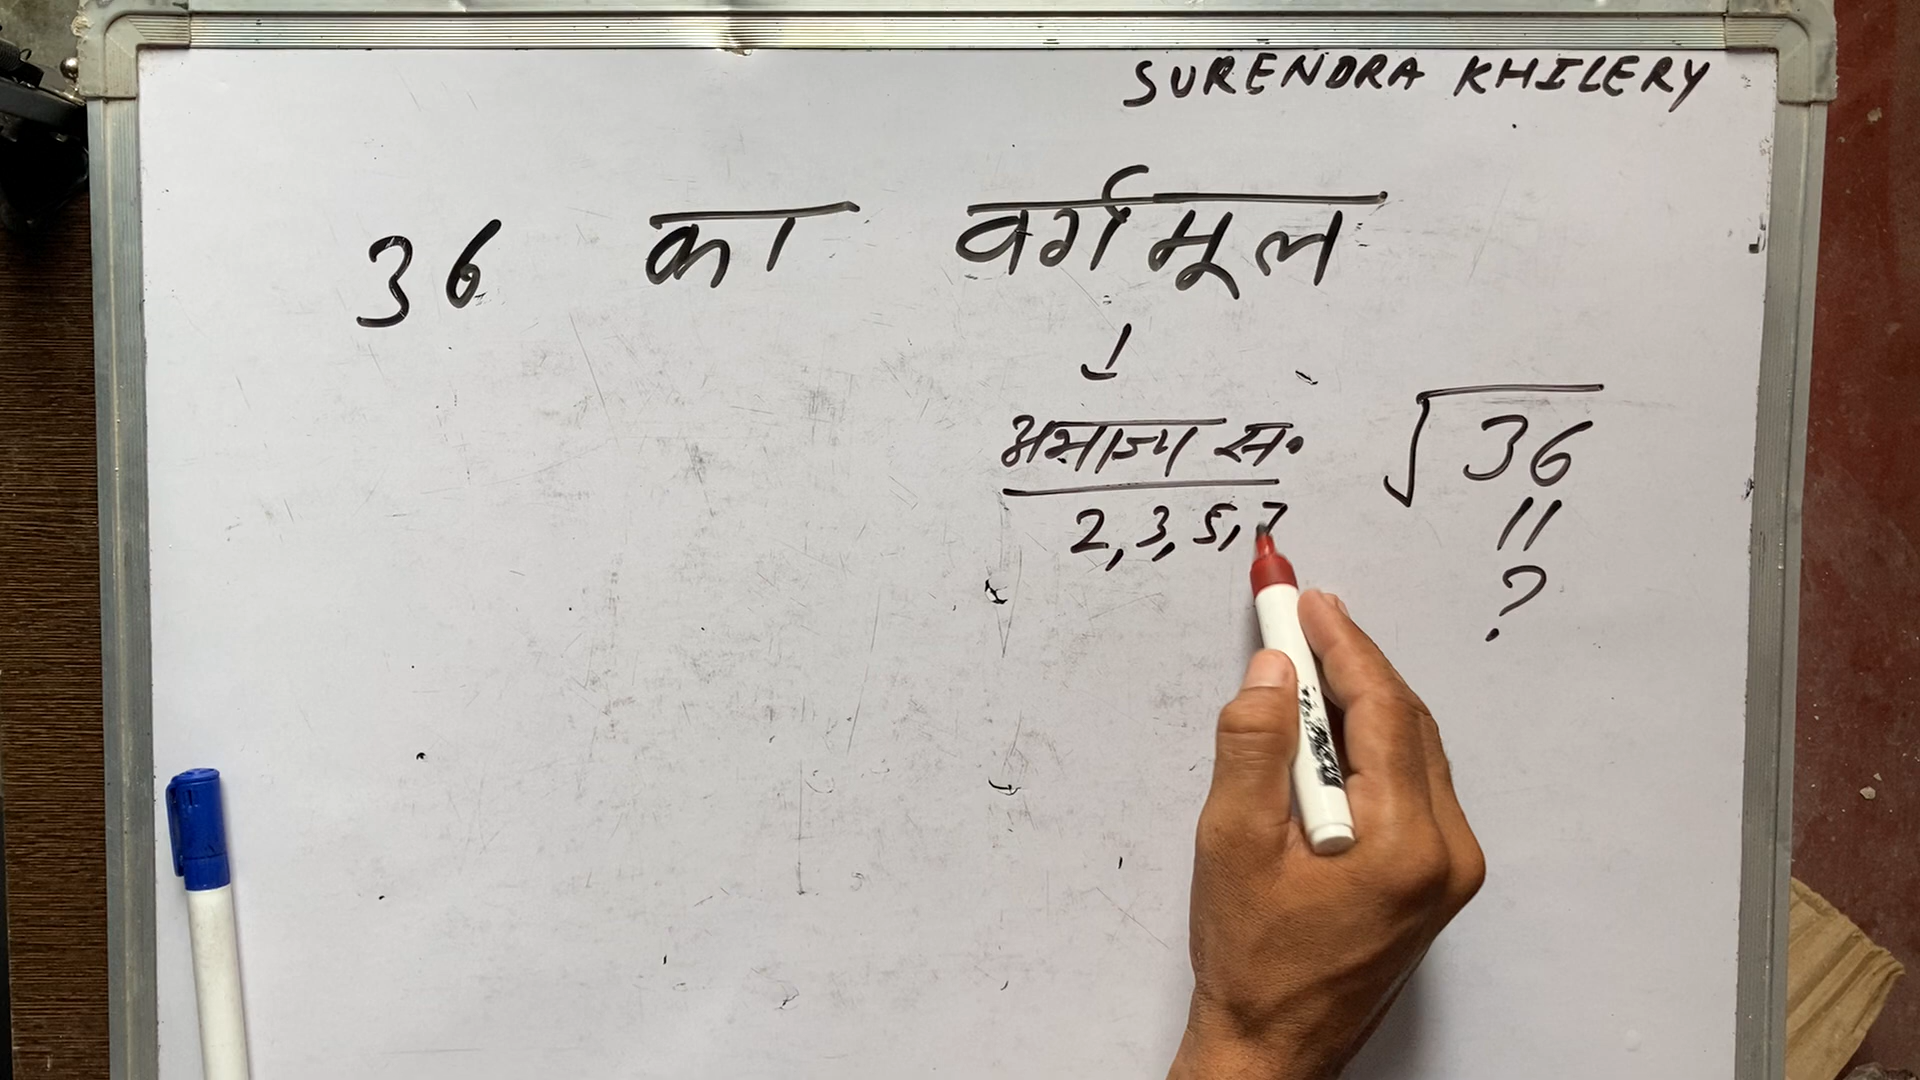 SURENDRA KHILERY
36 का वर्गमूल
↓
अभाज्य सं॰
2, 3, 5, 7
√36
||
?